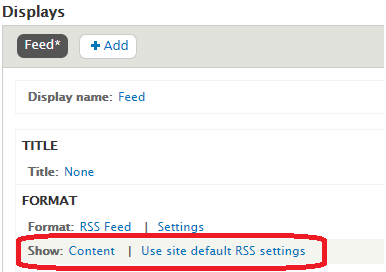 Displays
Feed* + Add
Display name: Feed
TITLE
Title: None
FORMAT
Format: RSS Feed | Settings
Show: Content | Use site default RSS settings